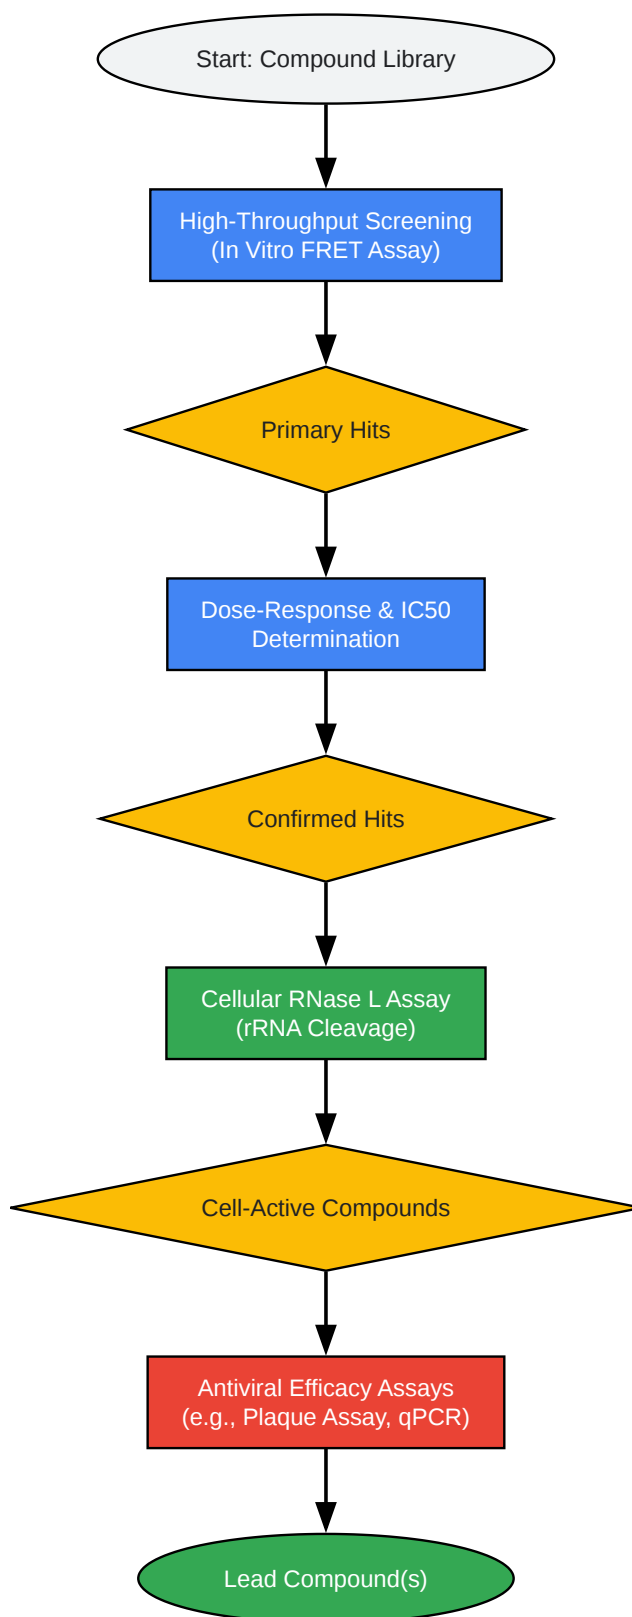 Start: Compound Library
High-Throughput Screening
(In Vitro FRET Assay)
Primary Hits
Dose-Response & IC50
Determination
Confirmed Hits
Cellular RNase L Assay
(rRNA Cleavage)
Cell-Active Compounds
Antiviral Efficacy Assays
(e.g., Plaque Assay, qPCR)
Lead Compound(s)